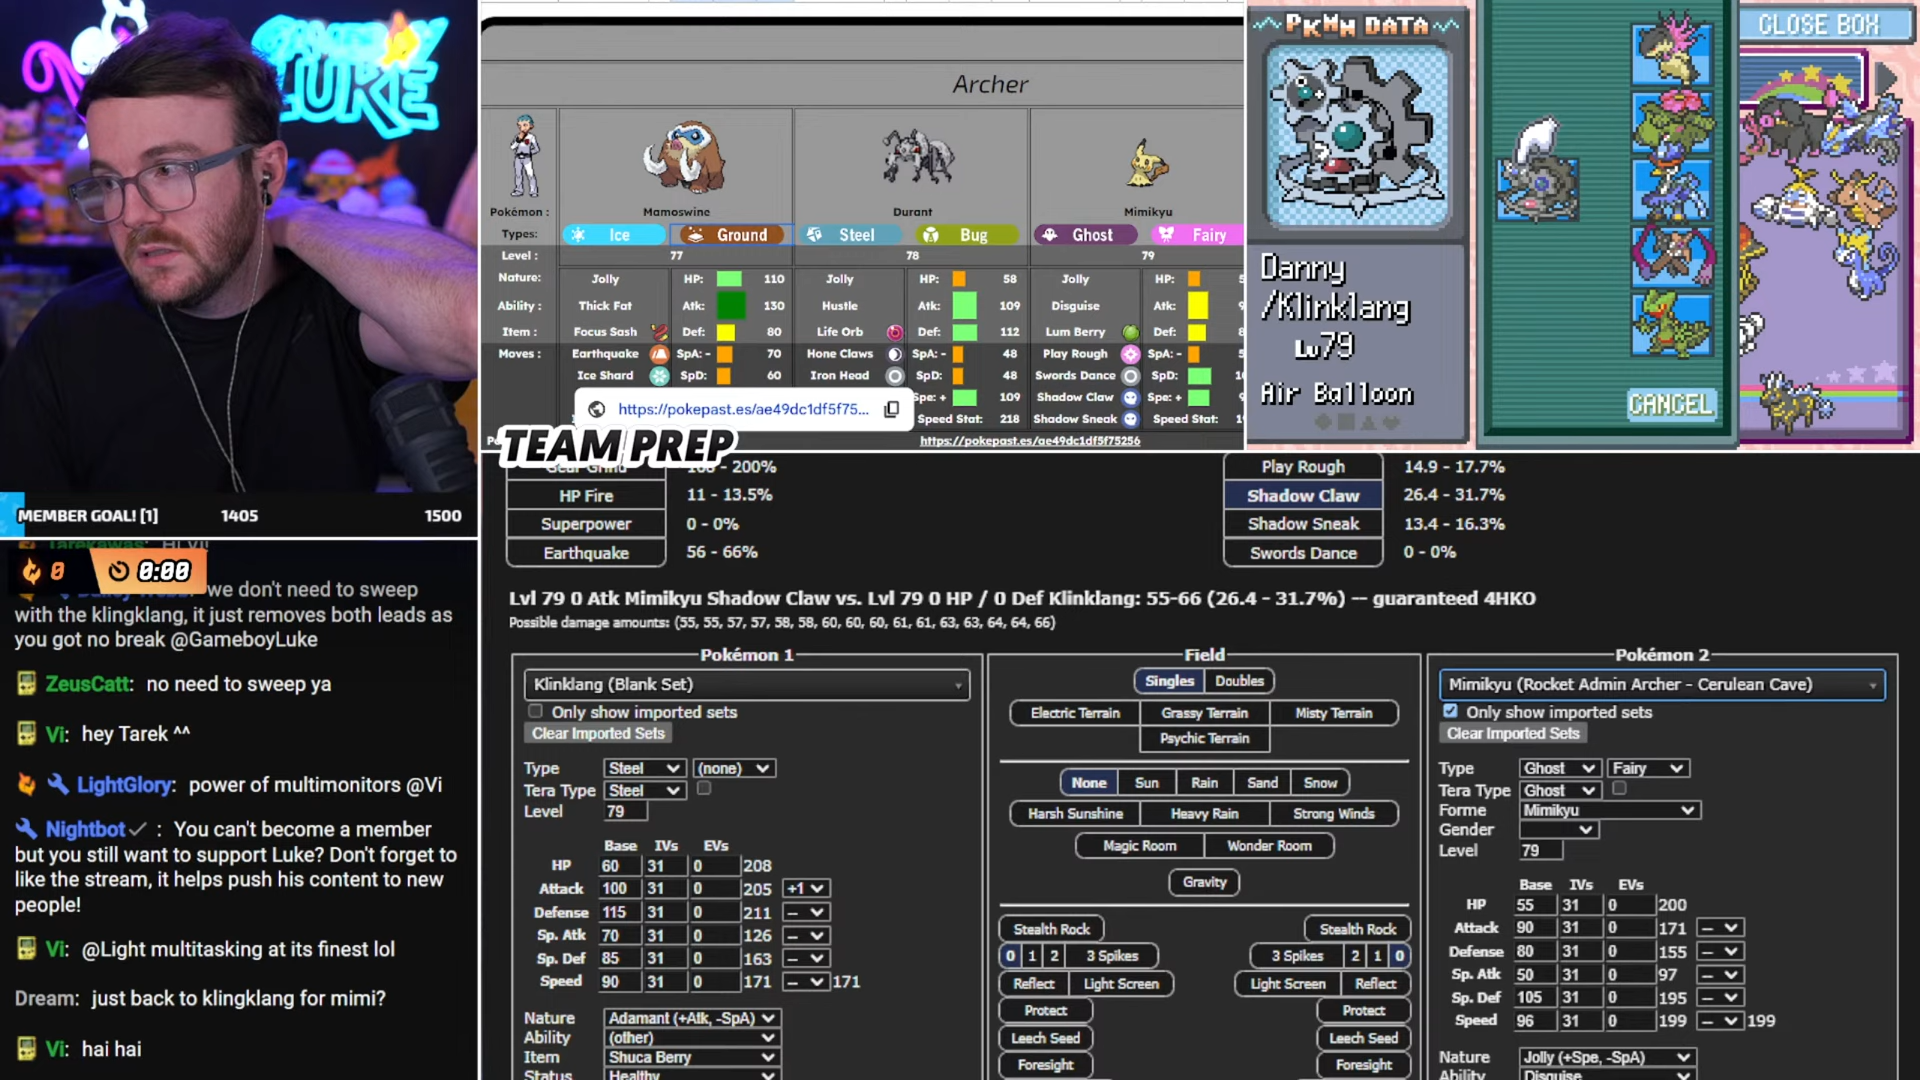 GAMEBOY
LUKE
MEMBER GOAL! [1] 1405 1500
0 0:00
we don't need to sweep
with the klingklang, it just removes both leads as
you got no break @GameboyLuke
ZeusCatt: no need to sweep ya
Vi: hey Tarek ^^
LightGlory: power of multimonitors @Vi
Nightbot : You can't become a member
but you still want to support Luke? Don't forget to
like the stream, it helps push his content to new
people!
Vi: @Light multitasking at its finest lol
Dream: just back to klingklang for mimi?
Vi: hai hai
Archer
Pokémon : Mamoswine Durant Mimikyu
Types: Ice Ground Steel Bug Ghost Fairy
Level : 77 78 79
Nature: Jolly HP: 110 Jolly HP: 58 Jolly HP:
Ability : Thick Fat Atk: 130 Hustle Atk: 109 Disguise Atk:
Item : Focus Sash Def: 80 Life Orb Def: 112 Lum Berry Def:
Moves : Earthquake SpA: - 70 Hone Claws SpA: - 48 Play Rough SpA: -
Ice Shard SpD: 60 Iron Head SpD: 48 Swords Dance SpD:
https://pokepast.es/ae49dc1df5f75... Spe: + 109 Shadow Claw Spe: +
Speed Stat: 218 Shadow Sneak Speed Stat:
https://pokepast.es/ae49dc1df5f75256
TEAM PREP
PKMN DATA
Danny
/Klinklang
Lv79
Air Balloon
CANCEL
CLOSE BOX
Gear Grind 168 - 200%
HP Fire 11 - 13.5%
Superpower 0 - 0%
Earthquake 56 - 66%
Play Rough 14.9 - 17.7%
Shadow Claw 26.4 - 31.7%
Shadow Sneak 13.4 - 16.3%
Swords Dance 0 - 0%
Lvl 79 0 Atk Mimikyu Shadow Claw vs. Lvl 79 0 HP / 0 Def Klinklang: 55-66 (26.4 - 31.7%) -- guaranteed 4HKO
Possible damage amounts: (55, 55, 57, 57, 58, 58, 60, 60, 60, 61, 61, 63, 63, 64, 64, 66)
Pokémon 1
Klinklang (Blank Set)
Only show imported sets
Clear Imported Sets
Type Steel (none)
Tera Type Steel
Level 79
Base IVs EVs
HP 60 31 0 208
Attack 100 31 0 205 +1
Defense 115 31 0 211 --
Sp. Atk 70 31 0 126 --
Sp. Def 85 31 0 163 --
Speed 90 31 0 171 -- 171
Nature Adamant (+Atk, -SpA)
Ability (other)
Item Shuca Berry
Status Healthy
Field
Singles Doubles
Electric Terrain Grassy Terrain Misty Terrain
Psychic Terrain
None Sun Rain Sand Snow
Harsh Sunshine Heavy Rain Strong Winds
Magic Room Wonder Room
Gravity
Stealth Rock Stealth Rock
0 1 2 3 Spikes 3 Spikes 2 1 0
Reflect Light Screen Light Screen Reflect
Protect Protect
Leech Seed Leech Seed
Foresight Foresight
Pokémon 2
Mimikyu (Rocket Admin Archer - Cerulean Cave)
Only show imported sets
Clear Imported Sets
Type Ghost Fairy
Tera Type Ghost
Forme Mimikyu
Gender
Level 79
Base IVs EVs
HP 55 31 0 200
Attack 90 31 0 171 --
Defense 80 31 0 155 --
Sp. Atk 50 31 0 97 --
Sp. Def 105 31 0 195 --
Speed 96 31 0 199 -- 199
Nature Jolly (+Spe, -SpA)
Ability Disguise